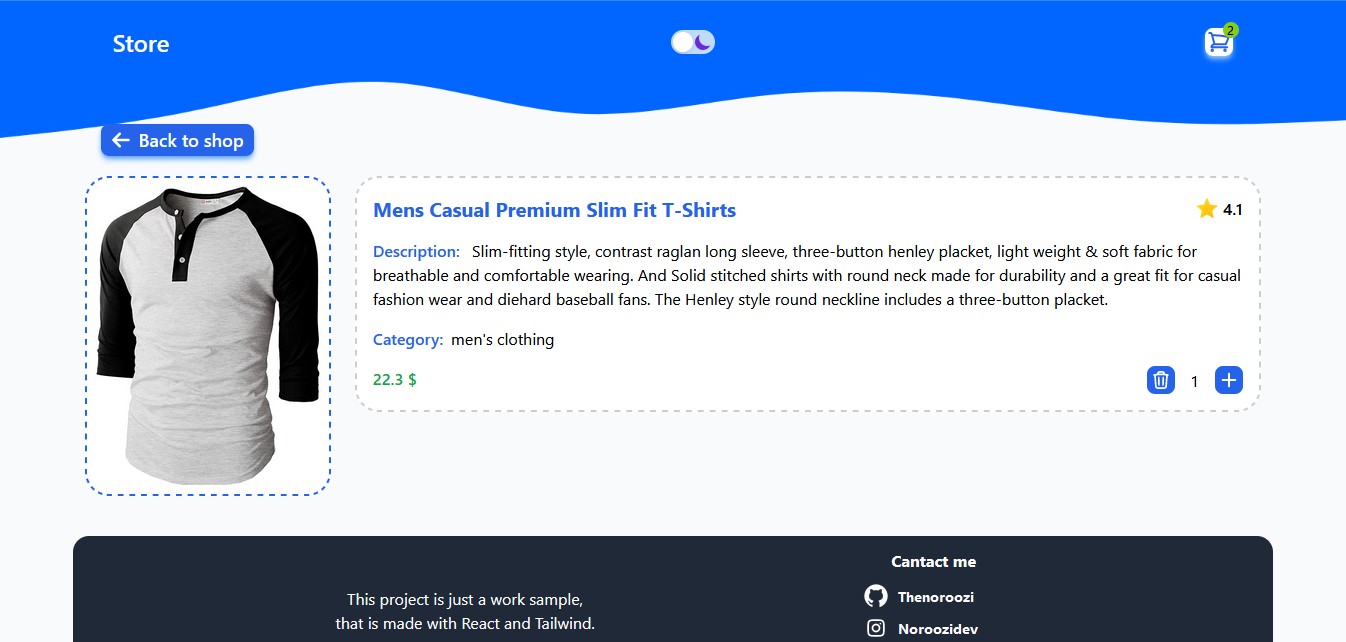 Store
2
Back to shop
Mens Casual Premium Slim Fit T-Shirts
4.1
Description: Slim-fitting style, contrast raglan long sleeve, three-button henley placket, light weight & soft fabric for
breathable and comfortable wearing. And Solid stitched shirts with round neck made for durability and a great fit for casual
fashion wear and diehard baseball fans. The Henley style round neckline includes a three-button placket.
Category: men's clothing
22.3 $
1
This project is just a work sample,
that is made with React and Tailwind.
Cantact me
Thenoroozi
Noroozidev